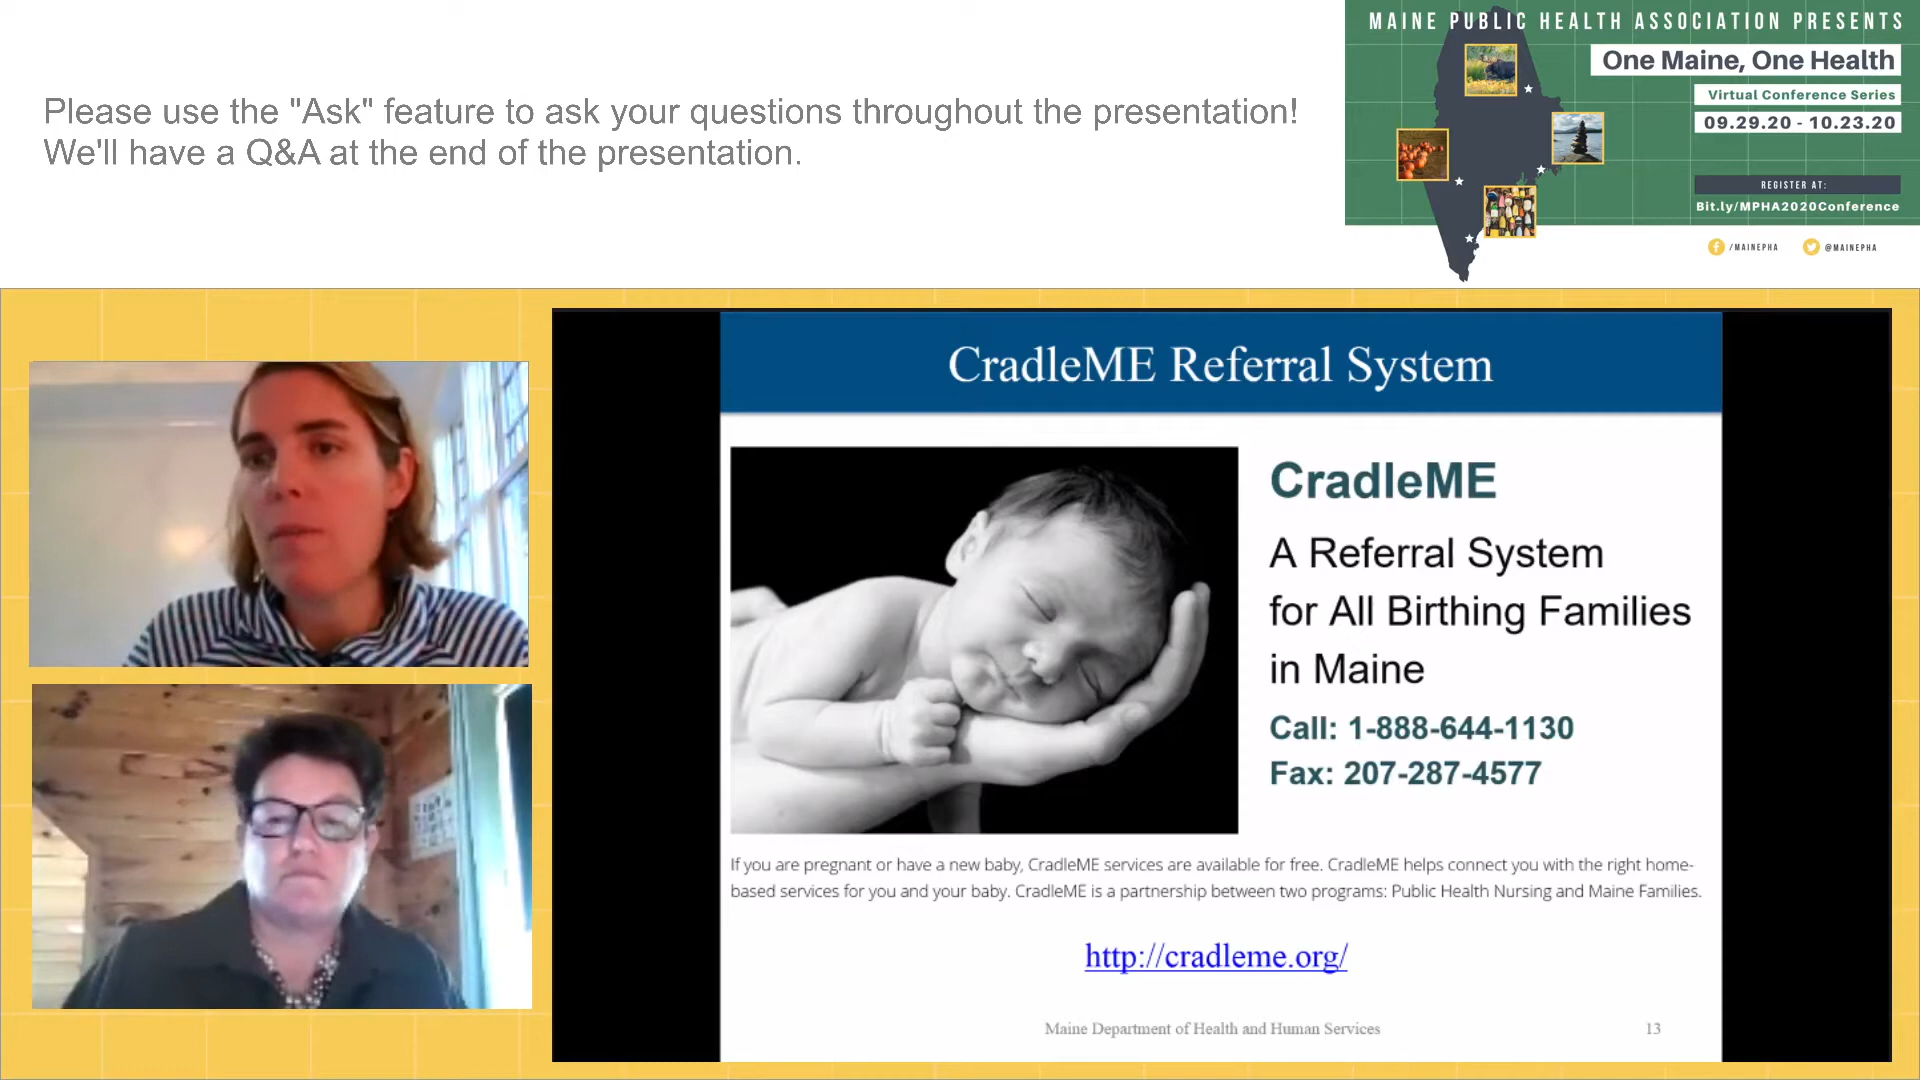 Please use the "Ask" feature to ask your questions throughout the presentation!
We'll have a Q&A at the end of the presentation.
MAINE PUBLIC HEALTH ASSOCIATION PRESENTS
One Maine, One Health
Virtual Conference Series
09.29.20 - 10.23.20
REGISTER AT:
Bit.ly/MPHA2020Conference
/MAINEPHA
@MAINEPHA
CradleME Referral System
CradleME
A Referral System
for All Birthing Families
in Maine
Call: 1-888-644-1130
Fax: 207-287-4577
If you are pregnant or have a new baby, CradleME services are available for free. CradleME helps connect you with the right home-
based services for you and your baby. CradleME is a partnership between two programs: Public Health Nursing and Maine Families.
http://cradleme.org/
Maine Department of Health and Human Services
13